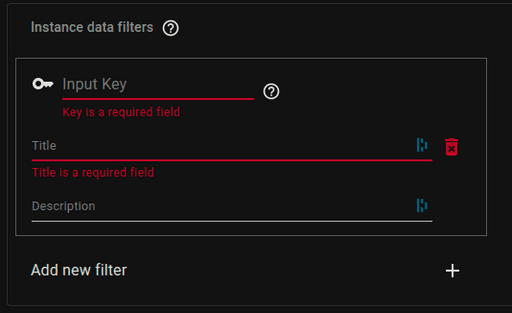 Instance data filters
Input Key
Key is a required field
Title
Title is a required field
Description
Add new filter